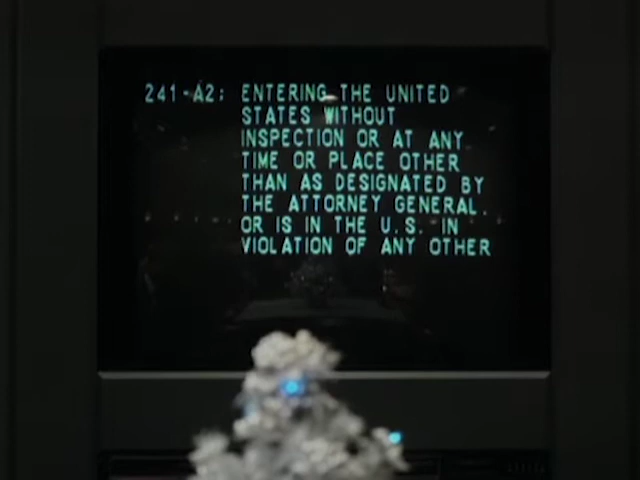 241-A2: ENTERING THE UNITED
STATES WITHOUT
INSPECTION OR AT ANY
TIME OR PLACE OTHER
THAN AS DESIGNATED BY
THE ATTORNEY GENERAL.
OR IS IN THE U.S. IN
VIOLATION OF ANY OTHER